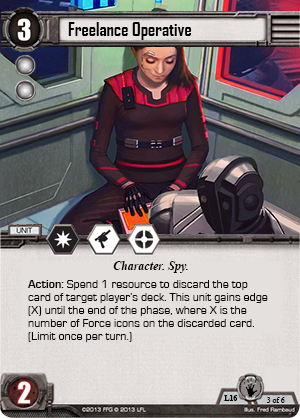 3
Freelance Operative
UNIT
Character. Spy.
Action: Spend 1 resource to discard the top
card of target player's deck. This unit gains edge
(X) until the end of the phase, where X is the
number of Force icons on the discarded card.
(Limit once per turn.)
2
L16
3 of 6
©2013 FFG © 2013 LFL
Illus. Fred Rambaud